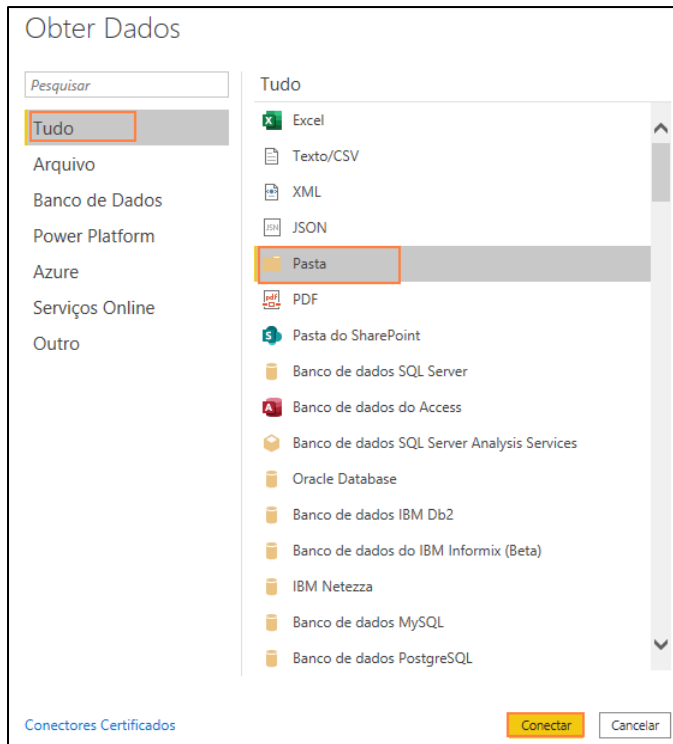 Obter Dados
Pesquisar
Tudo
Arquivo
Banco de Dados
Power Platform
Azure
Serviços Online
Outro
Tudo
Excel
Texto/CSV
XML
JSON
JSON
Pasta
pdf
PDF
S
Pasta do SharePoint
Banco de dados SQL Server
A
Banco de dados do Access
Banco de dados SQL Server Analysis Services
Oracle Database
Banco de dados IBM Db2
Banco de dados do IBM Informix (Beta)
IBM Netezza
Banco de dados MySQL
Banco de dados PostgreSQL
Conectores Certificados
Conectar
Cancelar